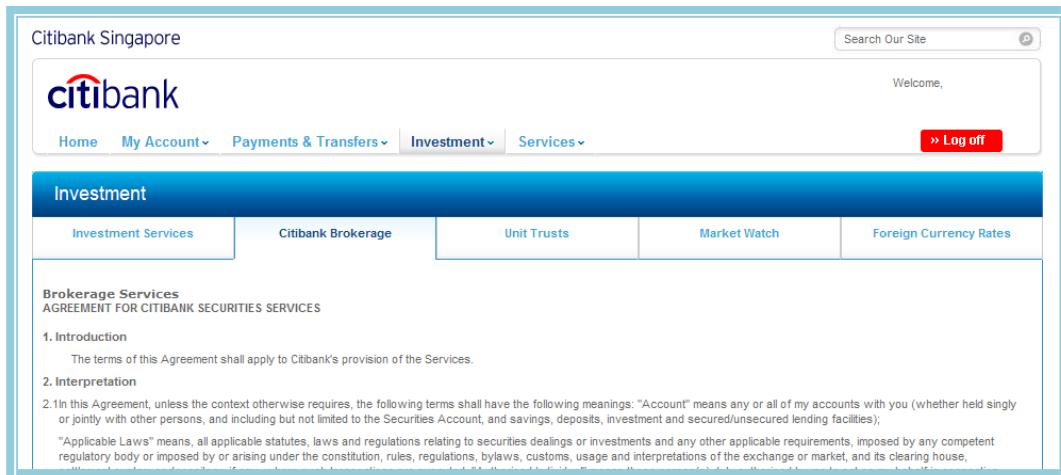 Citibank Singapore
Search Our Site
citibank
Welcome,
Home My Account Payments & Transfers Investment Services
» Log off
Investment
Investment Services Citibank Brokerage Unit Trusts Market Watch Foreign Currency Rates
Brokerage Services
AGREEMENT FOR CITIBANK SECURITIES SERVICES
1. Introduction
The terms of this Agreement shall apply to Citibank's provision of the Services.
2. Interpretation
2.1In this Agreement, unless the context otherwise requires, the following terms shall have the following meanings: "Account" means any or all of my accounts with you (whether held singly
or jointly with other persons, and including but not limited to the Securities Account, and savings, deposits, investment and secured/unsecured lending
facilities);
"Applicable Laws" means, all applicable statutes, laws and regulations relating to securities dealings or investments and any other applicable requirements, imposed by any competent
regulatory body or imposed by or arising under the constitution, rules, regulations, bylaws, customs, usage and interpretations of the exchange or market, and its clearing house,